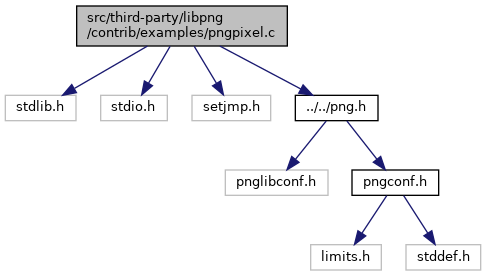 src/third-party/libpng
/contrib/examples/pngpixel.c
stdlib.h
stdio.h
setjmp.h
../../png.h
pnglibconf.h
pngconf.h
limits.h
stddef.h